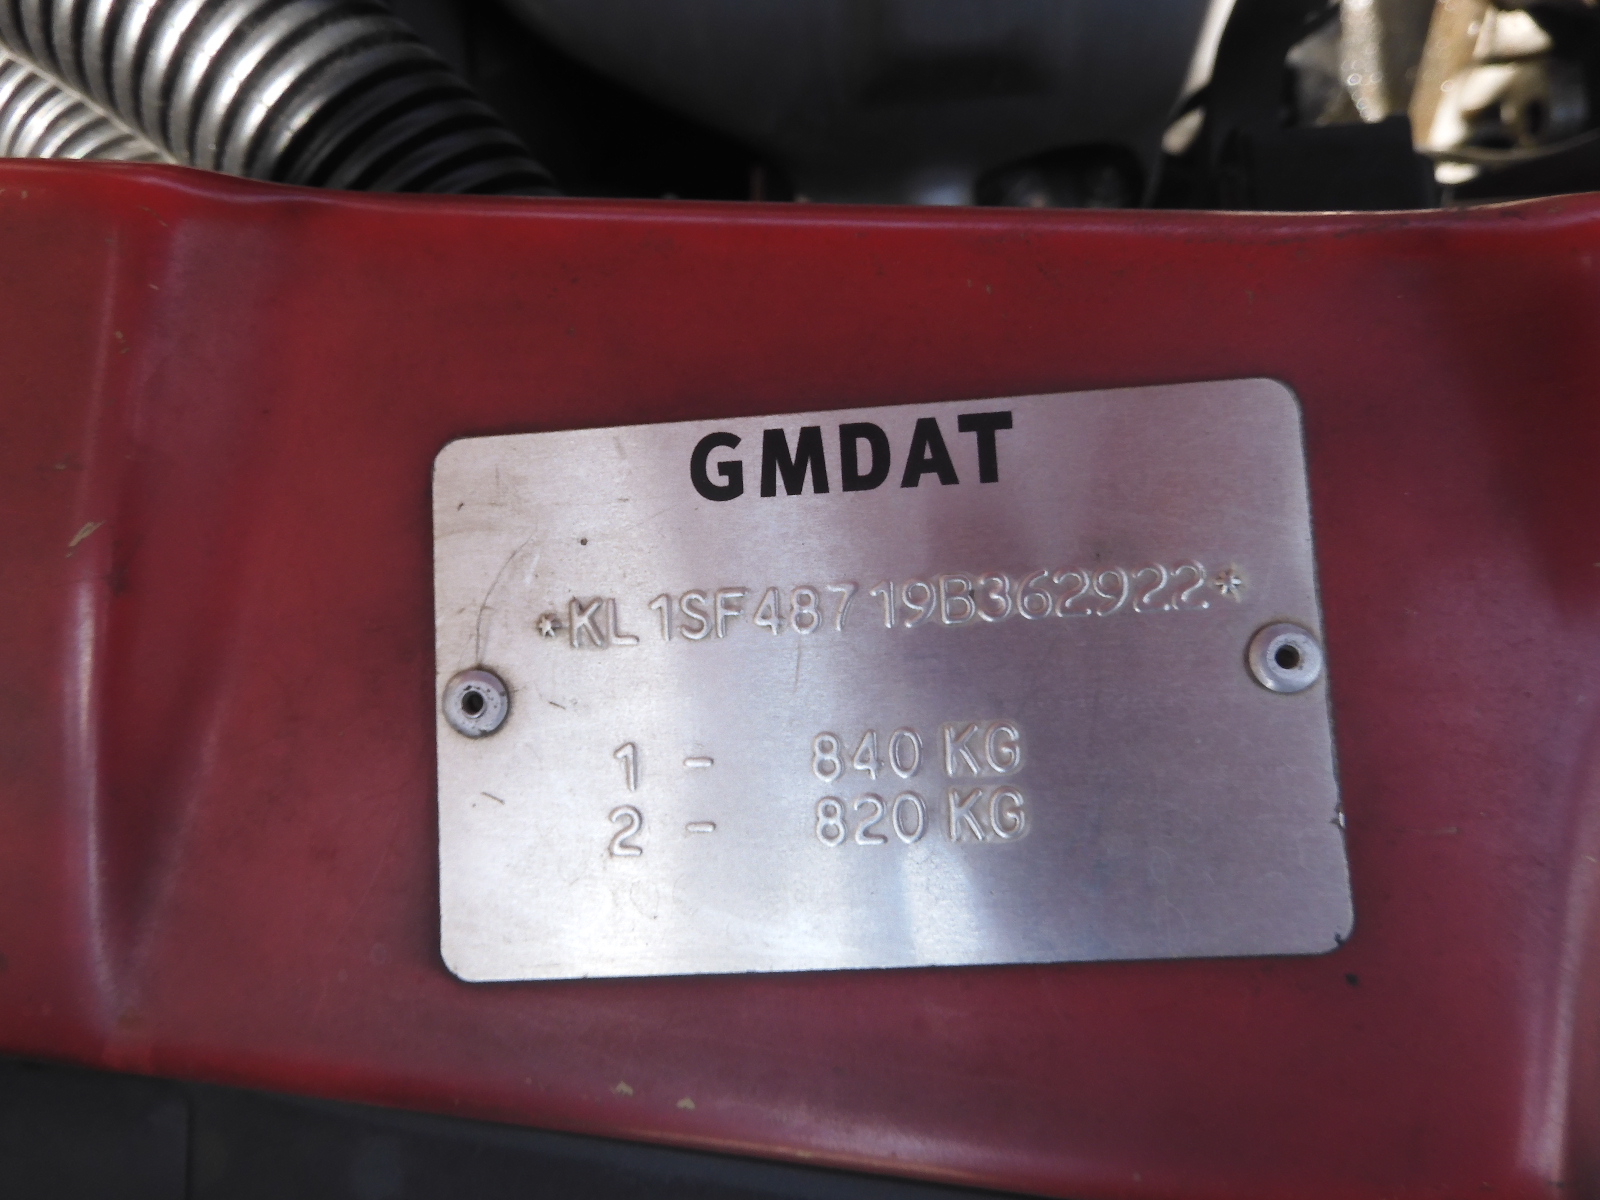 GMDAT
*KL1SF48719B362922*
1 - 840 KG
2 - 820 KG